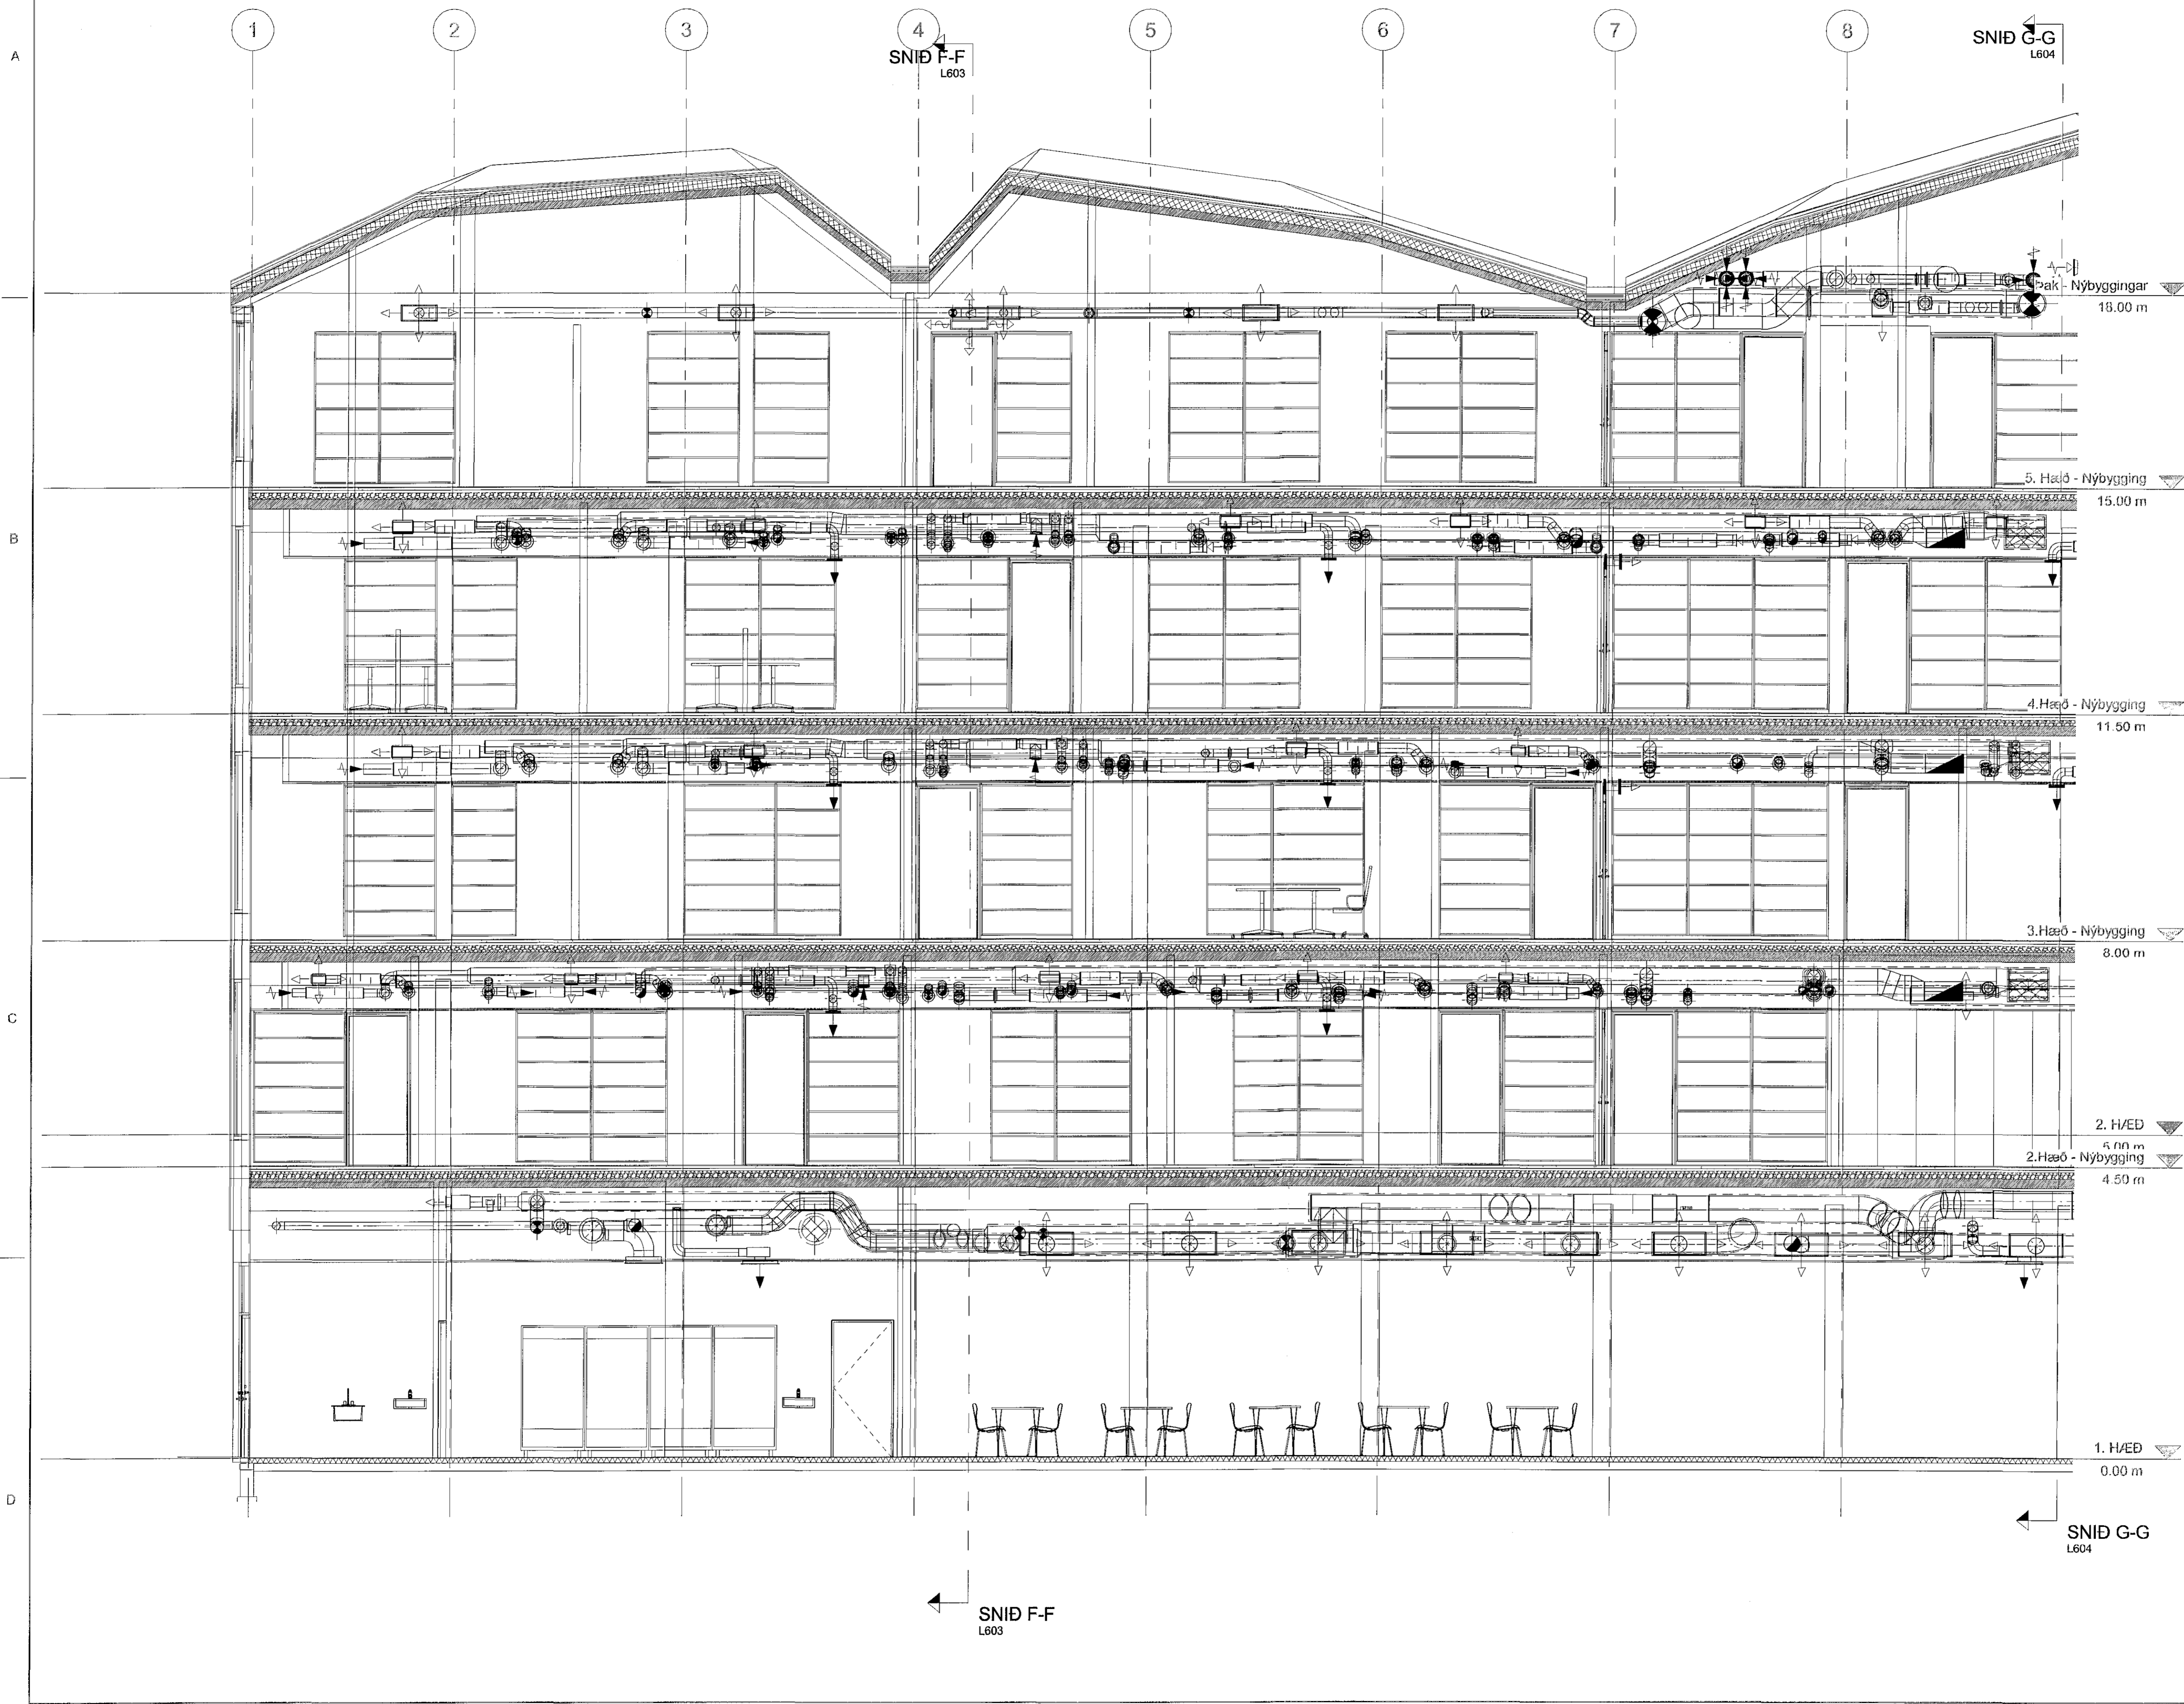 1 2 3 4 5 6 7 8
SNIÐ F-F
L603
SNIÐ G-G
L604
A
Þak - Nýbyggingar
18.00 m
5. Hæð - Nýbygging
15.00 m
B
4.Hæð - Nýbygging
11.50 m
3.Hæð - Nýbygging
8.00 m
C
2. HÆÐ
5.00 m
2.Hæð - Nýbygging
4.50 m
1. HÆÐ
0.00 m
D
SNIÐ G-G
L604
SNIÐ F-F
L603